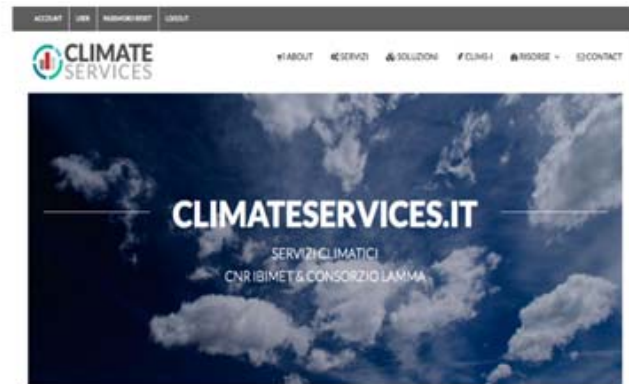 ACCOUNT USER PASSWORD RESET LOGOUT
CLIMATE
SERVICES
ABOUT SERVIZI SOLUZIONI CLIMS-I RISORSE CONTACT
CLIMATESERVICES.IT
SERVIZI CLIMATICI
CNR IBIMET & CONSORZIO LAMMA